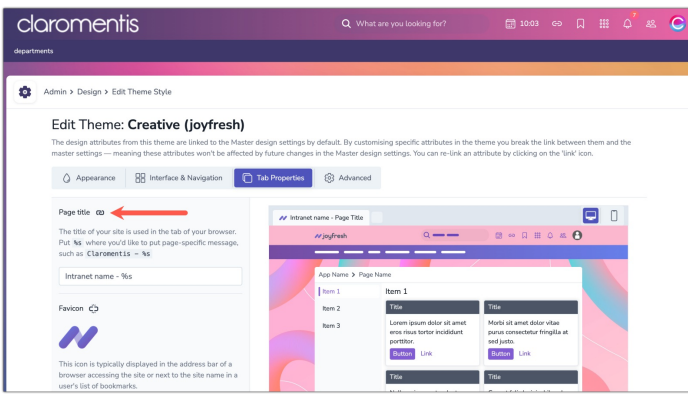 claromentis
What are you looking for?
10:03
7
departments
Admin > Design > Edit Theme Style
Edit Theme: Creative (joyfresh)
The design attributes from this theme are linked to the Master design settings by default. By customising specific attributes in the theme you break the link between them and the
master settings — meaning these attributes won't be affected by future changes in the Master design settings. You can re-link an attribute by clicking on the 'link' icon.
Appearance
Interface & Navigation
Tab Properties
Advanced
Page title
The title of your site is used in the tab of your browser.
Put %s where you'd like to put page-specific message,
such as Claromentis - %s
Intranet name - %s
Favicon
This icon is typically displayed in the address bar of a
browser accessing the site or next to the site name in a
user's list of bookmarks.
Intranet name - Page Title
joyfresh
App Name > Page Name
Item 1
Item 2
Item 3
Item 1
Title
Lorem ipsum dolor sit amet
eros risus tortor incididunt
porttitor.
Button Link
Title
Morbi sit amet dolor vitae
purus consectetur fringilla at
sed justo.
Button Link
Title
Title